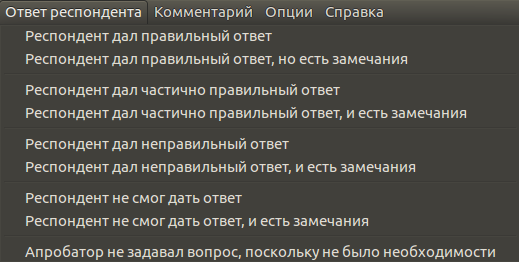 Ответ респондента Комментарий Опции Справка
Респондент дал правильный ответ
Респондент дал правильный ответ, но есть замечания
Респондент дал частично правильный ответ
Респондент дал частично правильный ответ, и есть замечания
Респондент дал неправильный ответ
Респондент дал неправильный ответ, и есть замечания
Респондент не смог дать ответ
Респондент не смог дать ответ, и есть замечания
Апробатор не задавал вопрос, поскольку не было необходимости